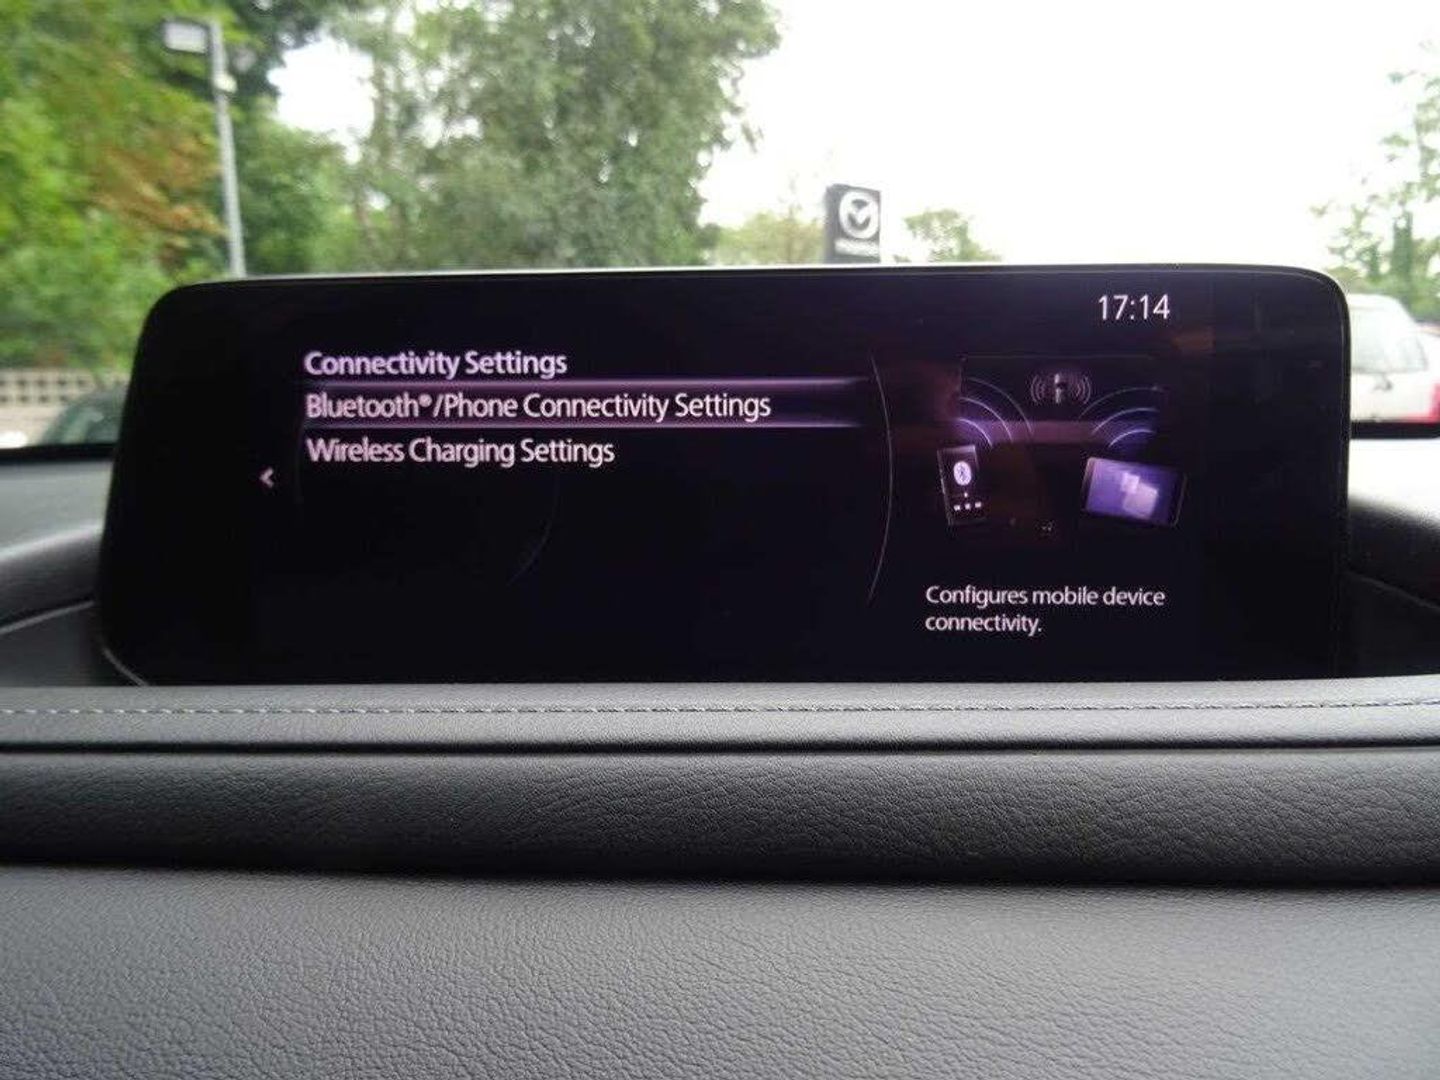 17:14
Connectivity Settings
Bluetooth®/Phone Connectivity Settings
Wireless Charging Settings
<
Configures mobile device
connectivity.